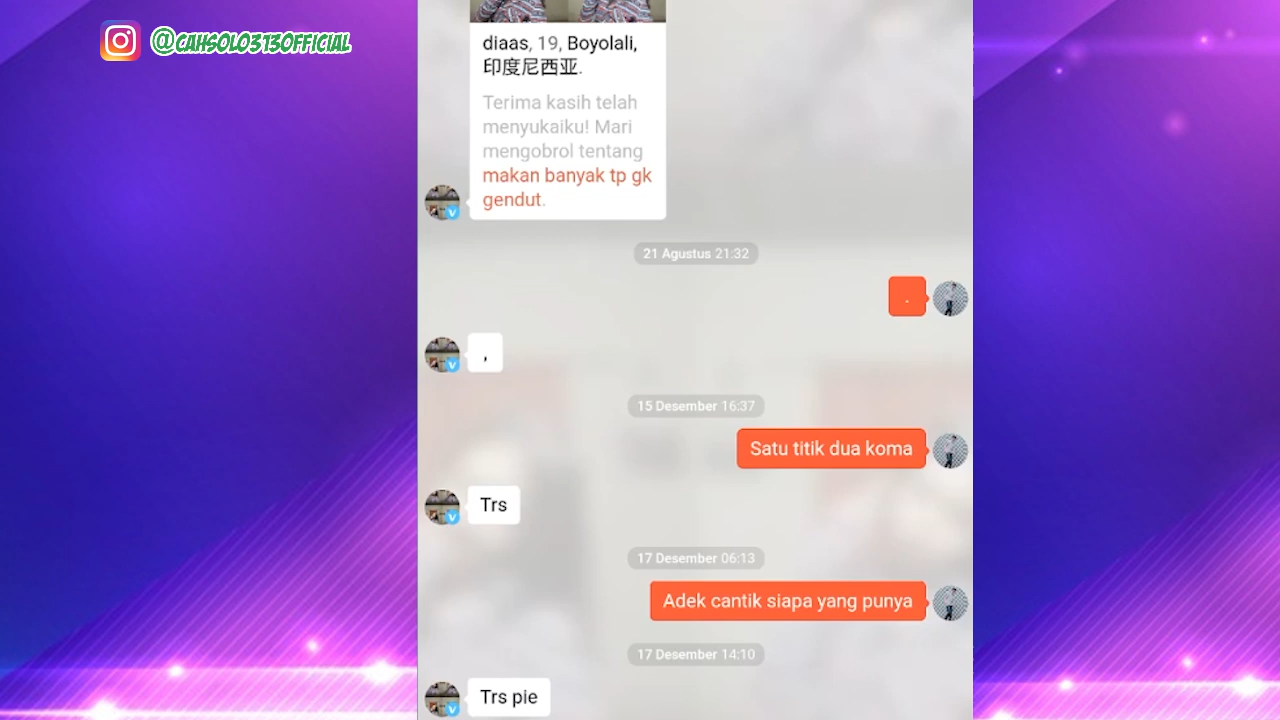 @CAHSOLO313OFFICIAL
diaas, 19, Boyolali,
印度尼西亚.
Terima kasih telah
menyukaiku! Mari
mengobrol tentang
makan banyak tp gk
gendut.
21 Agustus 21:32
.
,
15 Desember 16:37
Satu titik dua koma
Trs
17 Desember 06:13
Adek cantik siapa yang punya
17 Desember 14:10
Trs pie